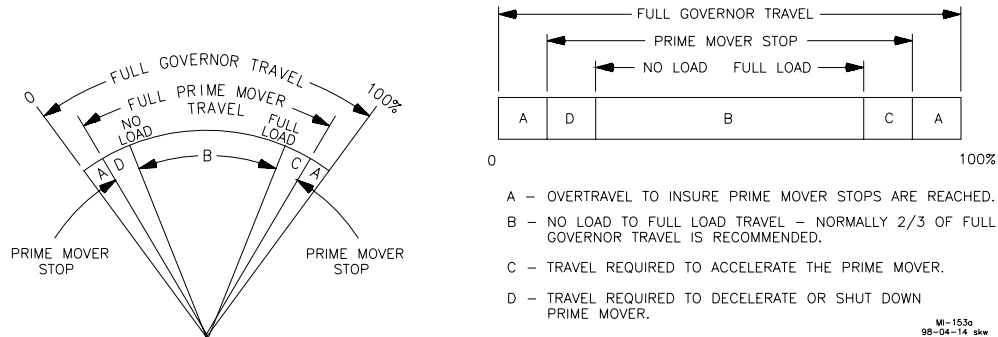 FULL GOVERNOR TRAVEL
0
100%
FULL PRIME MOVER
TRAVEL
NO
LOAD
FULL
LOAD
A
D
B
C
A
PRIME MOVER
STOP
PRIME MOVER
STOP
FULL GOVERNOR TRAVEL
PRIME MOVER STOP
NO LOAD FULL LOAD
A D B C A
0 100%
A – OVERTRAVEL TO INSURE PRIME MOVER STOPS ARE REACHED.
B – NO LOAD TO FULL LOAD TRAVEL – NORMALLY 2/3 OF FULL
GOVERNOR TRAVEL IS RECOMMENDED.
C – TRAVEL REQUIRED TO ACCELERATE THE PRIME MOVER.
D – TRAVEL REQUIRED TO DECELERATE OR SHUT DOWN
PRIME MOVER.
MI-153a
98-04-14 skw